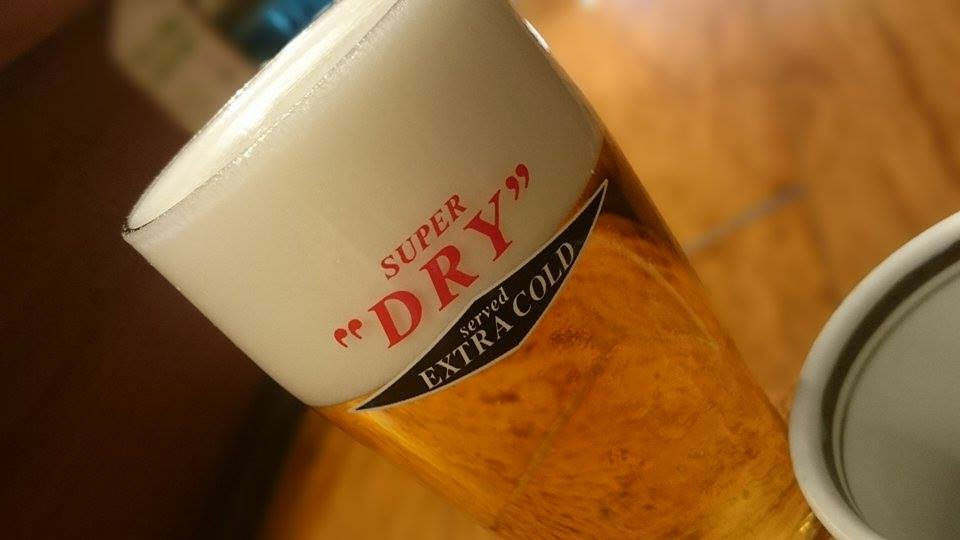 SUPER
"DRY"
served
EXTRA COLD